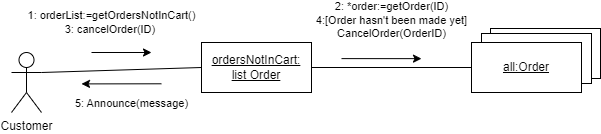 1: orderList:=getOrdersNotInCart()
3: cancelOrder(ID)
2: *order:=getOrder(ID)
4:[Order hasn't been made yet]
CancelOrder(OrderID)
ordersNotInCart:
list Order
all:Order
5: Announce(message)
Customer